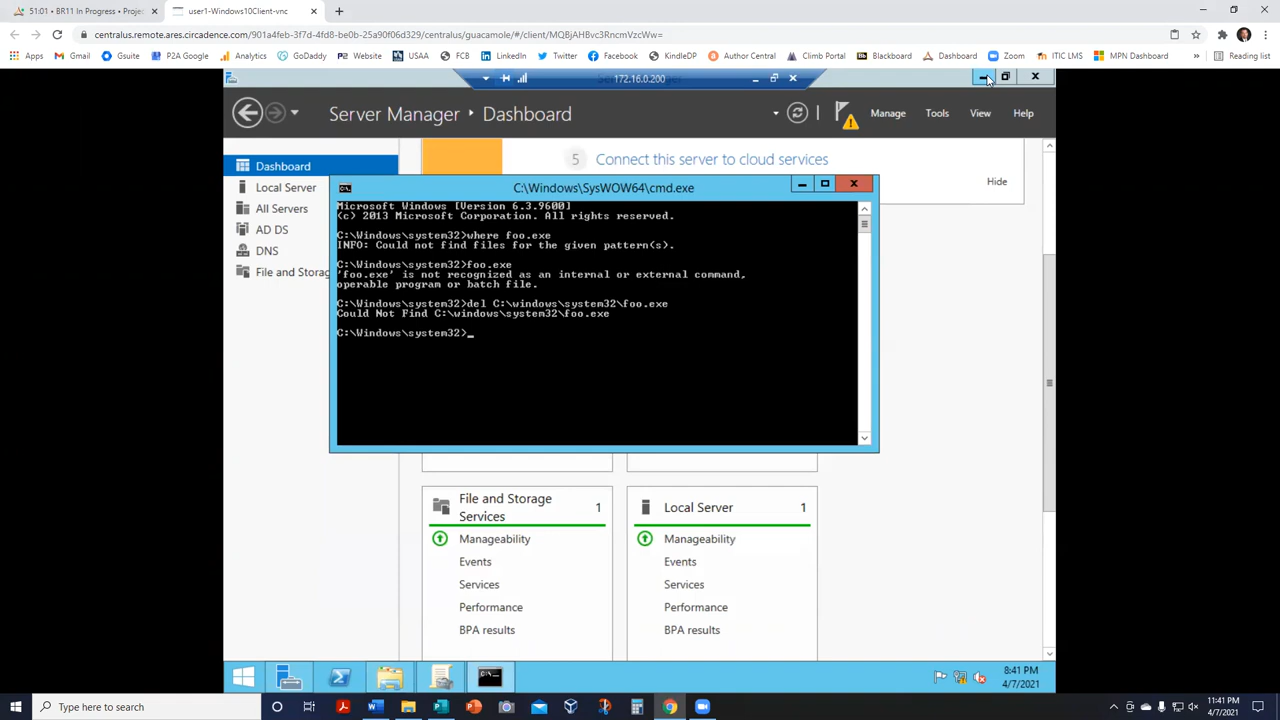 51:01 • BR11 In Progress • Projec
user1-Windows10Client-vnc
centralus.remote.ares.circadence.com/901a4feb-3f7d-4fd8-be0b-25a90f06d329/centralus/guacamole/#/client/MQBjAHBvc3RncmVzcWw=
Apps
Gmail
Gsuite
P2A Google
Analytics
GoDaddy
Website
USAA
FCB
LinkedIn
Twitter
Facebook
KindleDP
Author Central
Climb Portal
Blackboard
Dashboard
Zoom
ITIC LMS
MPN Dashboard
»
Reading list
172.16.0.200
Server Manager ‣ Dashboard
Manage
Tools
View
Help
Dashboard
Local Server
All Servers
AD DS
DNS
File and Storag
5
Connect this server to cloud services
Hide
C:\Windows\SysWOW64\cmd.exe
Microsoft Windows [Version 6.3.9600]
(c) 2013 Microsoft Corporation. All rights reserved.
C:\Windows\system32>where foo.exe
INFO: Could not find files for the given pattern(s).
C:\Windows\system32>foo.exe
'foo.exe' is not recognized as an internal or external command,
operable program or batch file.
C:\Windows\system32>del C:\windows\system32\foo.exe
Could Not Find C:\windows\system32\foo.exe
C:\Windows\system32>_
File and Storage
Services
1
Manageability
Events
Services
Performance
BPA results
Local Server
1
Manageability
Events
Services
Performance
BPA results
8:41 PM
4/7/2021
Type here to search
11:41 PM
4/7/2021